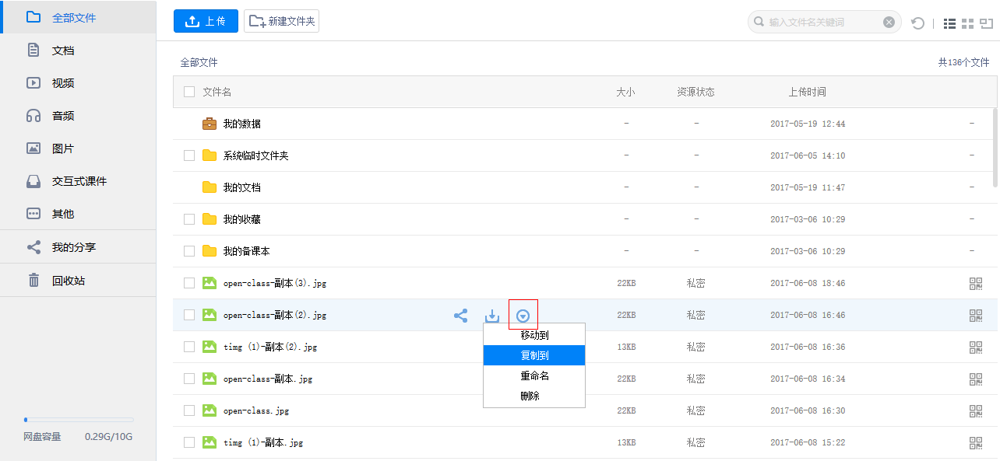 全部文件
文档
视频
音频
图片
交互式课件
其他
我的分享
回收站
网盘容量 0.29G/10G
上传 新建文件夹 输入文件名关键词
全部文件 共136个文件
文件名 大小 资源状态 上传时间
我的数据 - - 2017-05-19 12:44 -
系统临时文件夹 - - 2017-06-05 14:10 -
我的文档 - - 2017-05-19 11:47 -
我的收藏 - - 2017-03-06 10:29 -
我的备课本 - - 2017-03-06 10:29 -
open-class-副本(3).jpg 22KB 私密 2017-06-08 18:46
open-class-副本(2).jpg 22KB 私密 2017-06-08 16:46
移动到
复制到
重命名
删除
timg (1)-副本(2).jpg 13KB 私密 2017-06-08 16:36
open-class-副本.jpg 22KB 私密 2017-06-08 16:34
open-class.jpg 22KB 私密 2017-06-08 16:30
timg (1)-副本.jpg 13KB 私密 2017-06-08 15:22